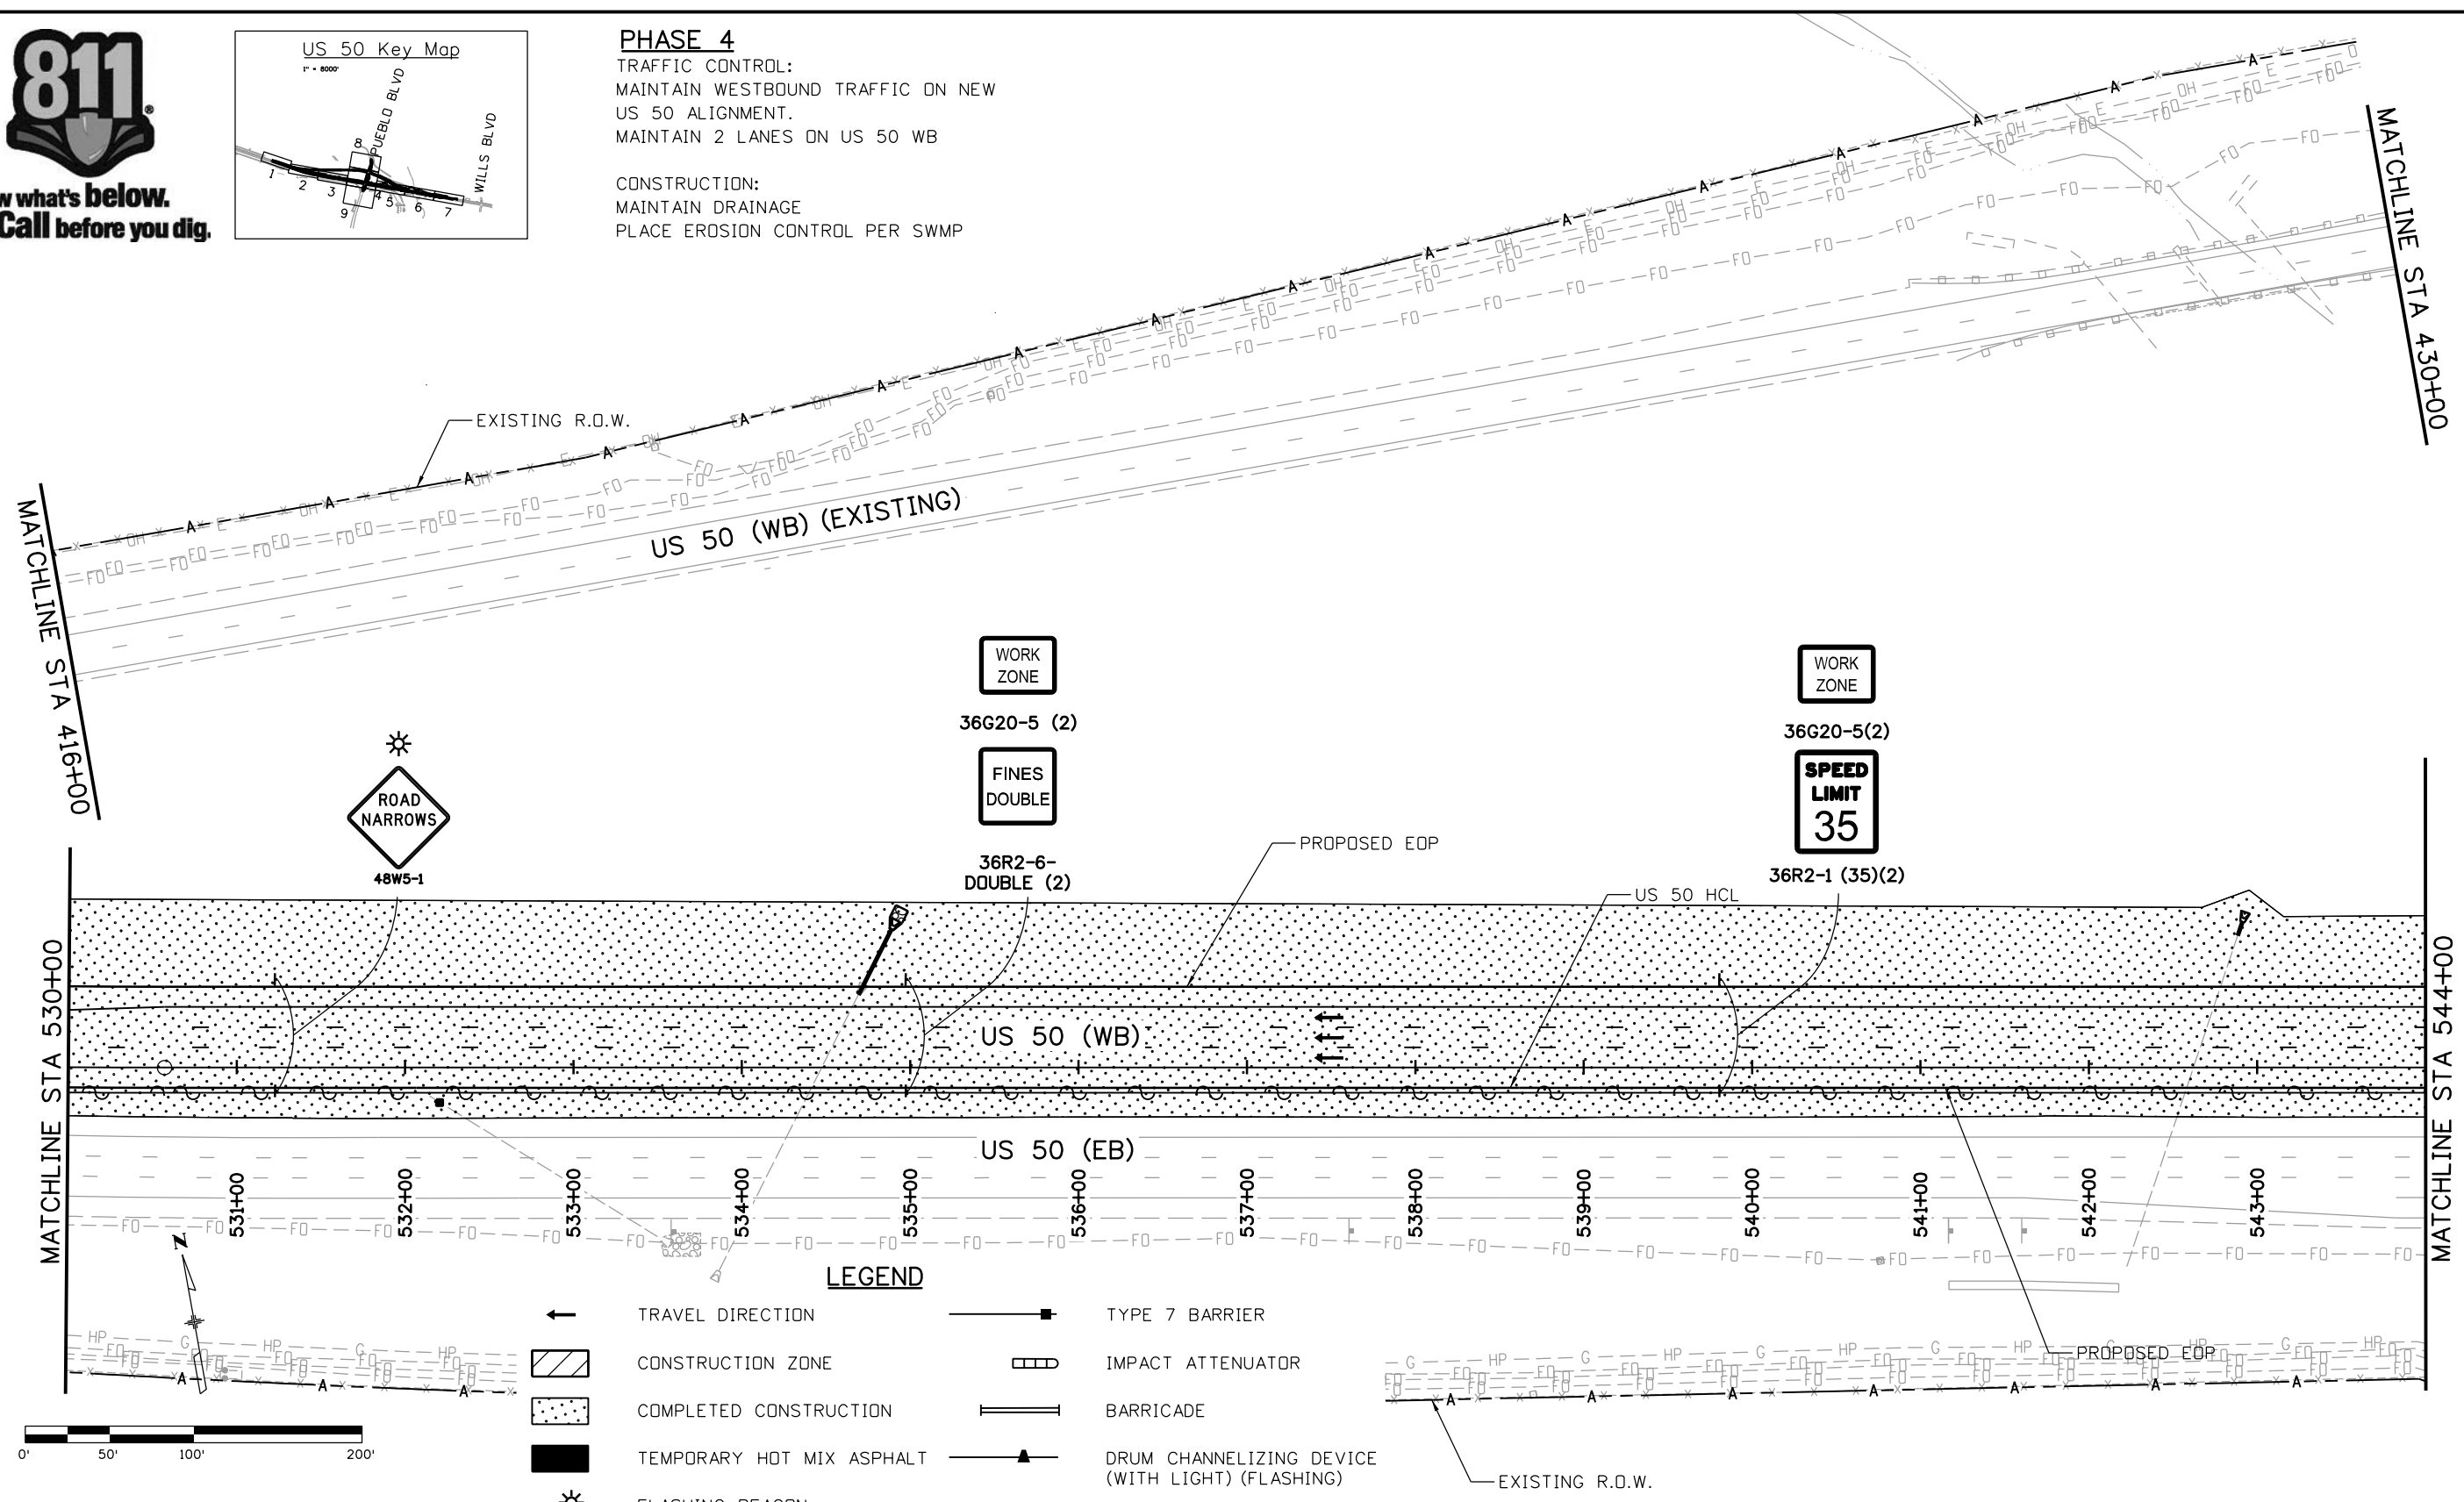 811®
w what's below.
Call before you dig.
US 50 Key Map
1" = 8000'
PUEBLO BLVD
WILLS BLVD
1
2
3
4
5
6
7
8
9
PHASE 4
TRAFFIC CONTROL:
MAINTAIN WESTBOUND TRAFFIC ON NEW
US 50 ALIGNMENT.
MAINTAIN 2 LANES ON US 50 WB
CONSTRUCTION:
MAINTAIN DRAINAGE
PLACE EROSION CONTROL PER SWMP
MATCHLINE STA 430+00
EXISTING R.O.W.
US 50 (WB) (EXISTING)
MATCHLINE STA 416+00
WORK
ZONE
36G20-5 (2)
FINES
DOUBLE
36R2-6-
DOUBLE (2)
WORK
ZONE
36G20-5(2)
SPEED
LIMIT
35
36R2-1 (35)(2)
ROAD
NARROWS
48W5-1
PROPOSED EOP
US 50 HCL
MATCHLINE STA 530+00
US 50 (WB)
MATCHLINE STA 544+00
US 50 (EB)
531+00
532+00
533+00
534+00
535+00
536+00
537+00
538+00
539+00
540+00
541+00
542+00
543+00
N
PROPOSED EOP
EXISTING R.O.W.
0'
50'
100'
200'
LEGEND
TRAVEL DIRECTION
CONSTRUCTION ZONE
COMPLETED CONSTRUCTION
TEMPORARY HOT MIX ASPHALT
TYPE 7 BARRIER
IMPACT ATTENUATOR
BARRICADE
DRUM CHANNELIZING DEVICE
(WITH LIGHT) (FLASHING)